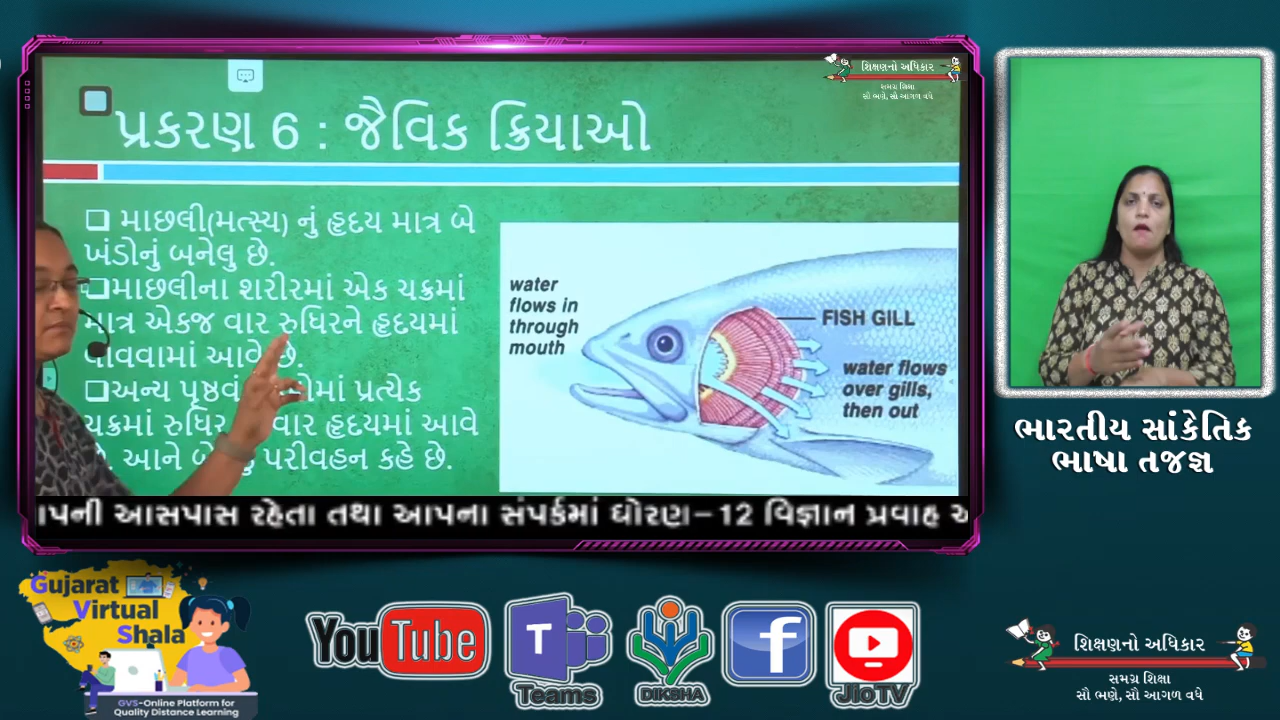 પ્રકરણ 6 : જૈવિક ક્રિયાઓ
શિક્ષણનો અધિકાર
સમગ્ર શિક્ષા
સૌ ભણે, સૌ આગળ વધે
❑ માછલી(મત્સ્ય) નું હૃદય માત્ર બે
ખંડોનું બનેલુ છે.
❑માછલીના શરીરમાં એક ચક્રમાં
માત્ર એકજ વાર રુધિરને હૃદયમાં
આવે છે.
❑અન્ય પ્રત્યેક
ચક્રમાં રુધિર વાર હૃદયમાં આવે
આને પરીવહન કહે છે.
water
flows in
through
mouth
FISH GILL
water flows
over gills,
then out
આસપાસ રહેતા તથા આપના સંપર્કમાં ધોરણ–12 વિજ્ઞાન પ્રવાહ
ભારતીય સાંકેતિક
ભાષા તજજ્ઞ
Gujarat
Virtual
Shala
GVS-Online Platform for
Quality Distance Learning
YouTube
T
Teams
DIKSHA
f
JioTV
શિક્ષણનો અધિકાર
સમગ્ર શિક્ષા
સૌ ભણે, સૌ આગળ વધે